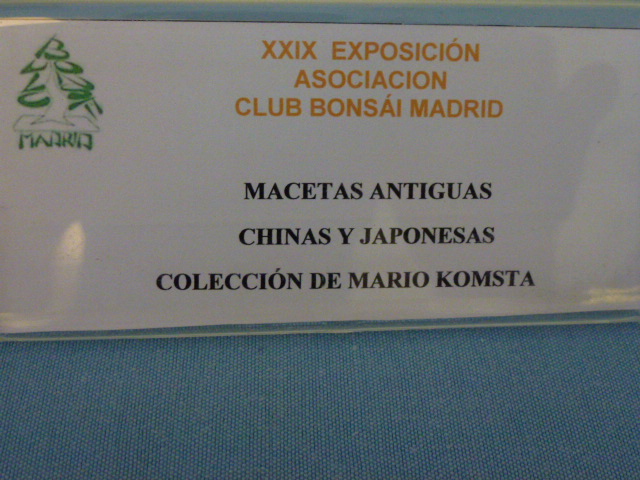 XXIX EXPOSICIÓN
ASOCIACION
CLUB BONSÁI MADRID
MADRID
MACETAS ANTIGUAS
CHINAS Y JAPONESAS
COLECCIÓN DE MARIO KOMSTA